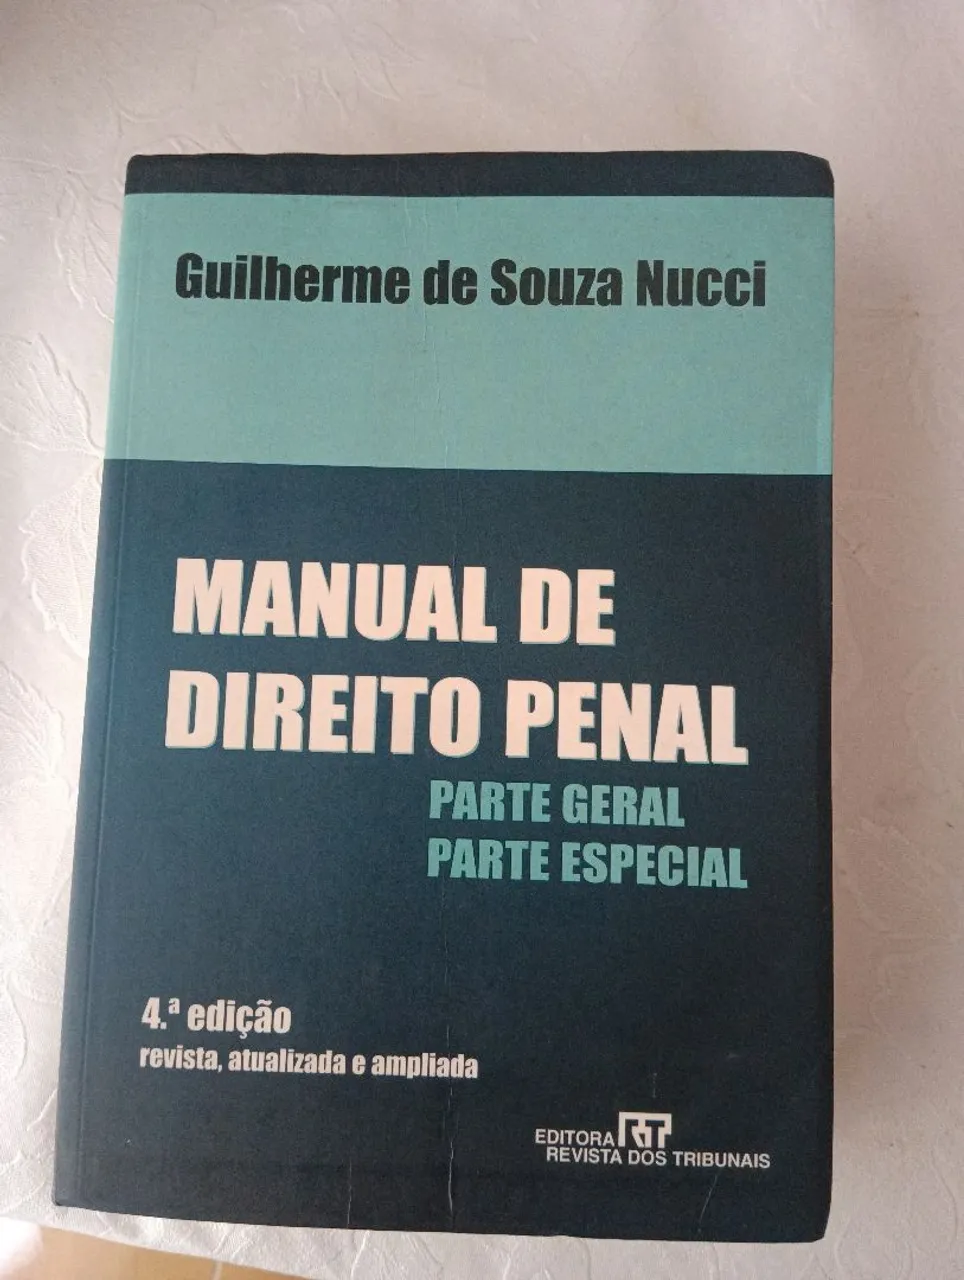 Guilherme de Souza Nucci
MANUAL DE
DIREITO PENAL
PARTE GERAL
PARTE ESPECIAL
4.ª edição
revista, atualizada e ampliada
EDITORA RT
REVISTA DOS TRIBUNAIS